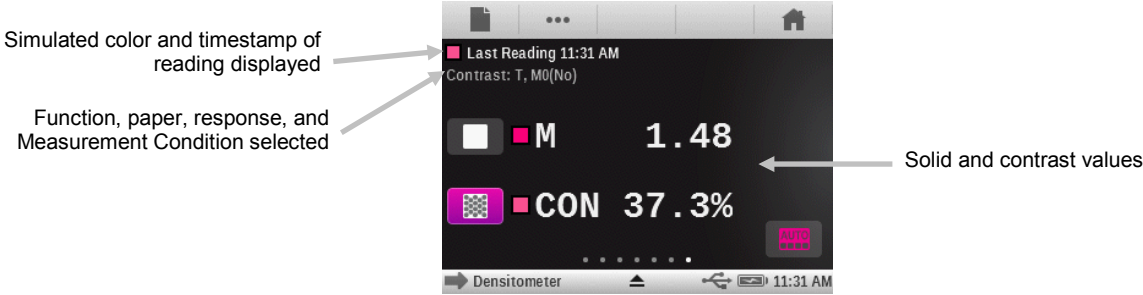 Simulated color and timestamp of
reading displayed
Function, paper, response, and
Measurement Condition selected
•••
Last Reading 11:31 AM
Contrast: T, M0(No)
M 1.48
CON 37.3%
AUTO
Densitometer
11:31 AM
Solid and contrast values